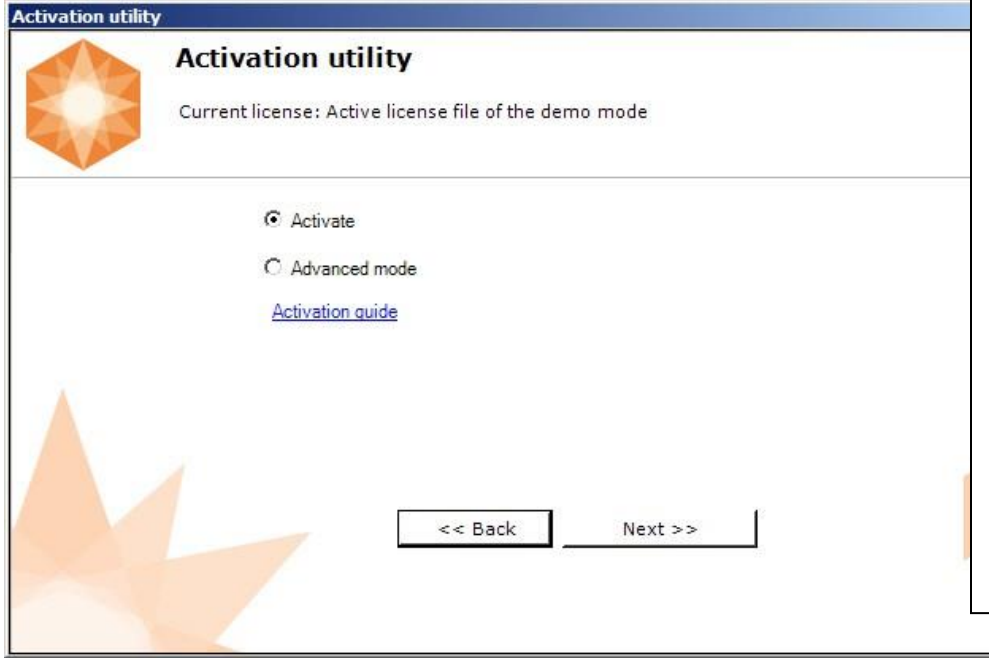 Activation utility
Activation utility
Current license: Active license file of the demo mode
Activate
Advanced mode
Activation guide
<< Back
Next >>